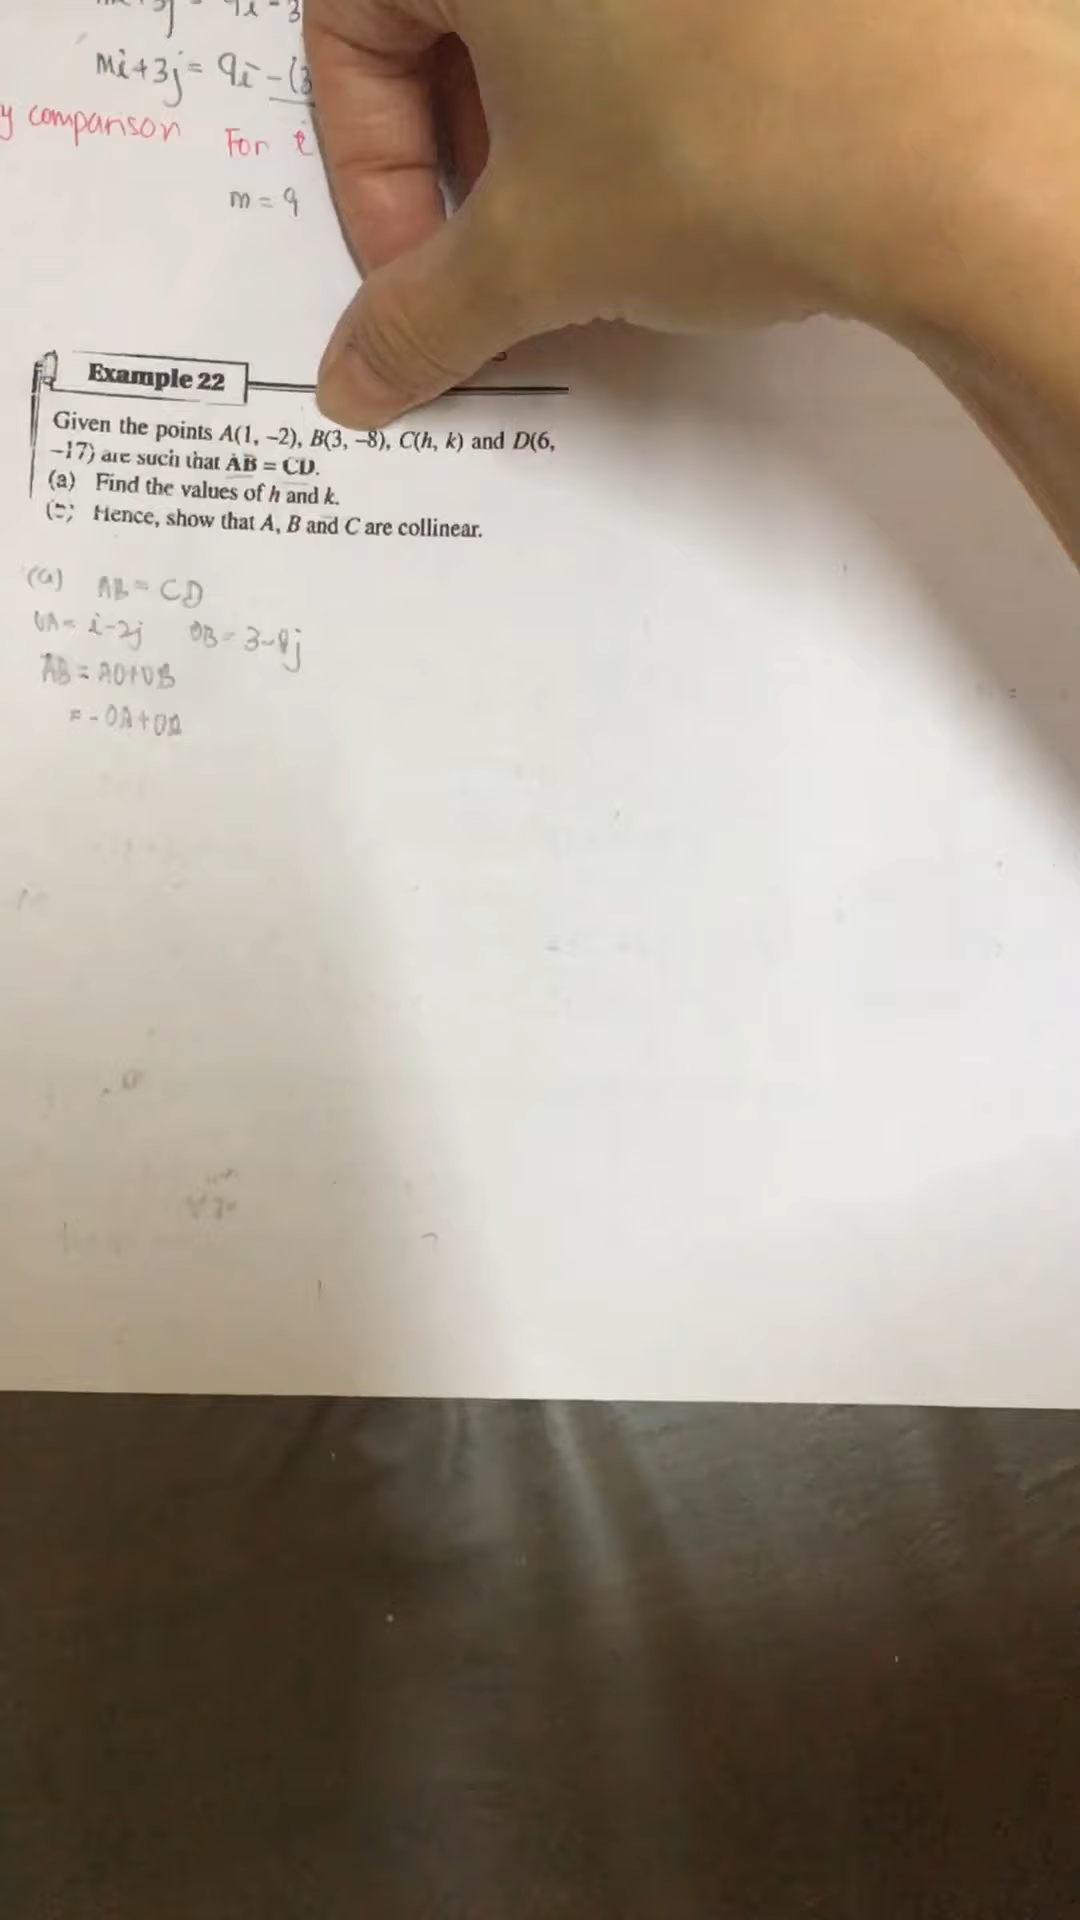 mi+3j = 9i-(3
y comparison For i
m = 9
Example 22
Given the points A(1, –2), B(3, –8), C(h, k) and D(6,
–17) are such that AB = CD.
(a) Find the values of h and k.
Hence, show that A, B and C are collinear.
(a) AB = CD
OA = i-2j OB = 3-8j
AB = AO+OB
= -OA+OB